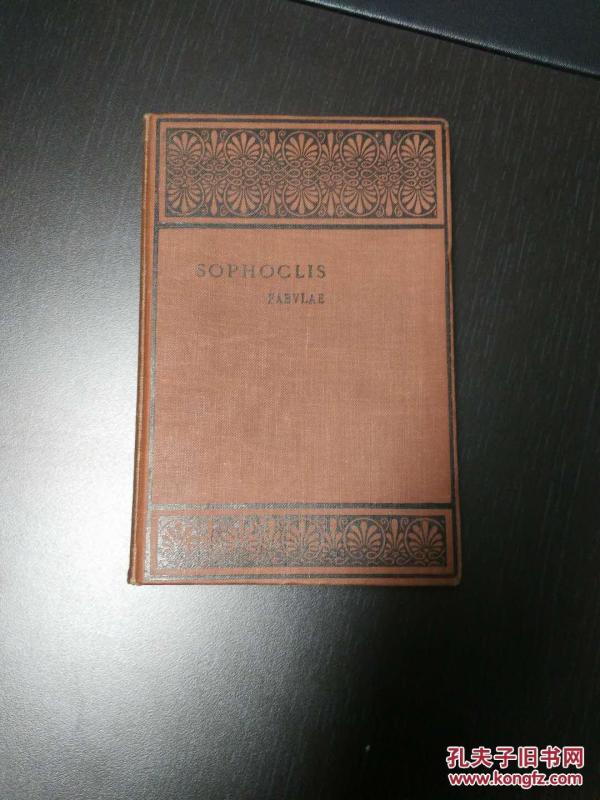 SOPHOCLIS
FABVLAE
孔夫子旧书网
www.kongfz.com